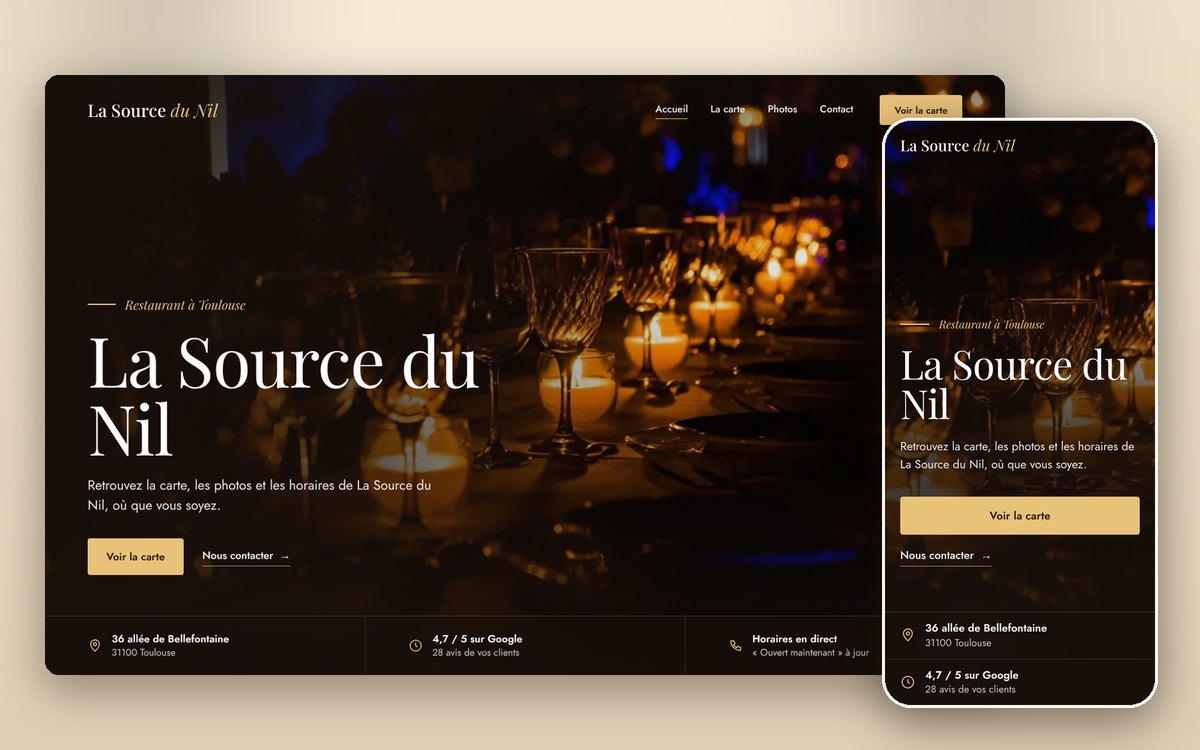 La Source du Nil
Accueil
La carte
Photos
Contact
Voir la carte
Restaurant à Toulouse
La Source du
Nil
Retrouvez la carte, les photos et les horaires de La Source du
Nil, où que vous soyez.
Voir la carte
Nous contacter →
36 allée de Bellefontaine
31100 Toulouse
4,7 / 5 sur Google
28 avis de vos clients
Horaires en direct
« Ouvert maintenant » à jour
La Source du Nil
Restaurant à Toulouse
La Source du
Nil
Retrouvez la carte, les photos et les horaires de
La Source du Nil, où que vous soyez.
Voir la carte
Nous contacter →
36 allée de Bellefontaine
31100 Toulouse
4,7 / 5 sur Google
28 avis de vos clients